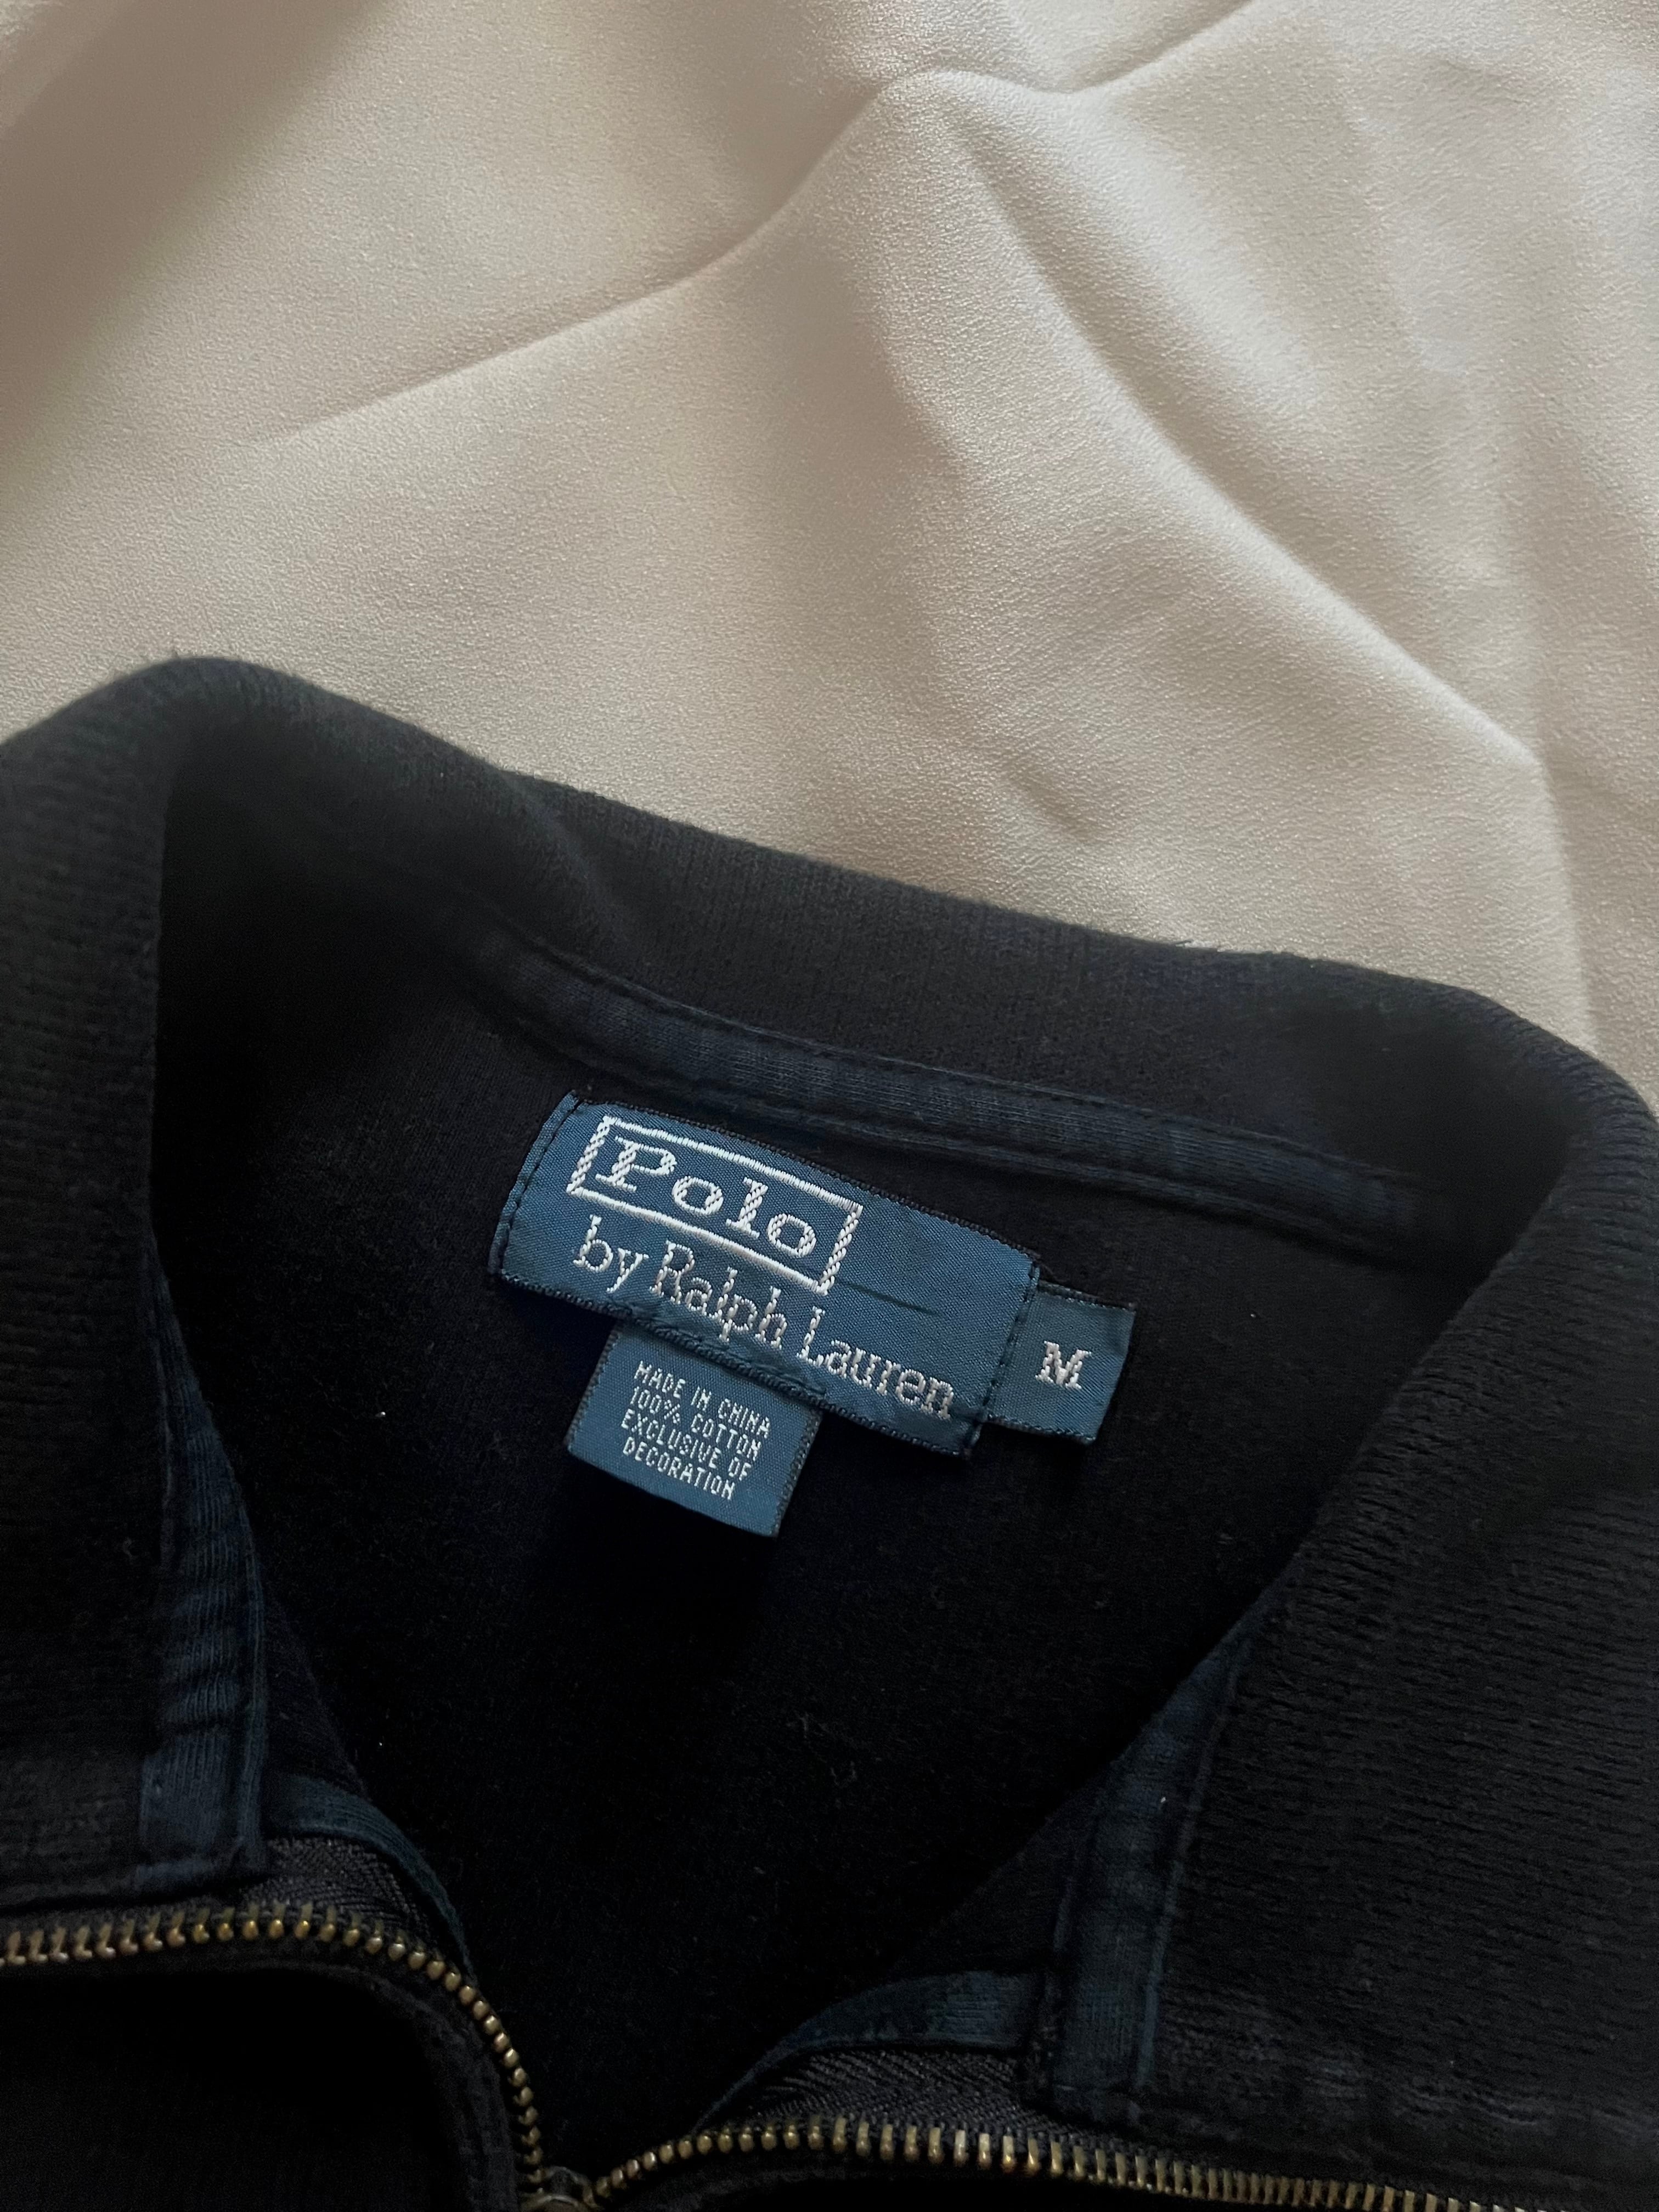 Polo
by Ralph Lauren
M
MADE IN CHINA
100% COTTON
EXCLUSIVE OF
DECORATION